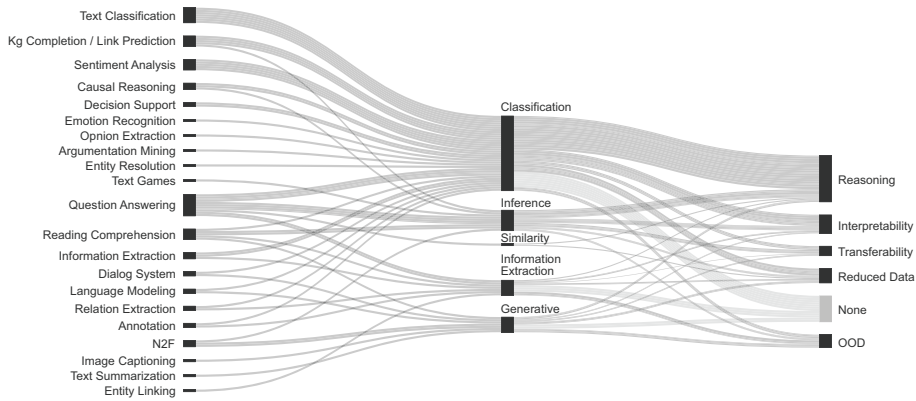 Text Classification
Kg Completion / Link Prediction
Sentiment Analysis
Causal Reasoning
Decision Support
Emotion Recognition
Opnion Extraction
Argumentation Mining
Entity Resolution
Text Games
Question Answering
Reading Comprehension
Information Extraction
Dialog System
Language Modeling
Relation Extraction
Annotation
N2F
Image Captioning
Text Summarization
Entity Linking
Classification
Inference
Similarity
Information
Extraction
Generative
Reasoning
Interpretability
Transferability
Reduced Data
None
OOD